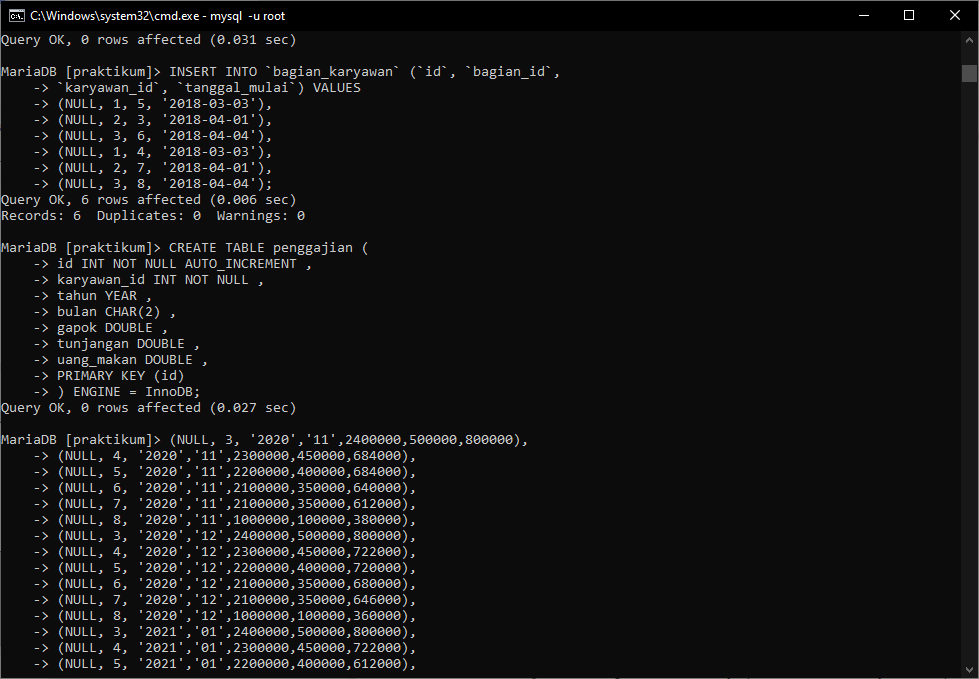 C:\Windows\system32\cmd.exe - mysql  -u root
Query OK, 0 rows affected (0.031 sec)
MariaDB [praktikum]> INSERT INTO `bagian_karyawan` (`id`, `bagian_id`,
    -> `karyawan_id`, `tanggal_mulai`) VALUES
    -> (NULL, 1, 5, '2018-03-03'),
    -> (NULL, 2, 3, '2018-04-01'),
    -> (NULL, 3, 6, '2018-04-04'),
    -> (NULL, 1, 4, '2018-03-03'),
    -> (NULL, 2, 7, '2018-04-01'),
    -> (NULL, 3, 8, '2018-04-04');
Query OK, 6 rows affected (0.006 sec)
Records: 6  Duplicates: 0  Warnings: 0
MariaDB [praktikum]> CREATE TABLE penggajian (
    -> id INT NOT NULL AUTO_INCREMENT ,
    -> karyawan_id INT NOT NULL ,
    -> tahun YEAR ,
    -> bulan CHAR(2) ,
    -> gapok DOUBLE ,
    -> tunjangan DOUBLE ,
    -> uang_makan DOUBLE ,
    -> PRIMARY KEY (id)
    -> ) ENGINE = InnoDB;
Query OK, 0 rows affected (0.027 sec)
MariaDB [praktikum]> (NULL, 3, '2020','11',2400000,500000,800000),
    -> (NULL, 4, '2020','11',2300000,450000,684000),
    -> (NULL, 5, '2020','11',2200000,400000,684000),
    -> (NULL, 6, '2020','11',2100000,350000,640000),
    -> (NULL, 7, '2020','11',2100000,350000,612000),
    -> (NULL, 8, '2020','11',1000000,100000,380000),
    -> (NULL, 3, '2020','12',2400000,500000,800000),
    -> (NULL, 4, '2020','12',2300000,450000,722000),
    -> (NULL, 5, '2020','12',2200000,400000,720000),
    -> (NULL, 6, '2020','12',2100000,350000,680000),
    -> (NULL, 7, '2020','12',2100000,350000,646000),
    -> (NULL, 8, '2020','12',1000000,100000,360000),
    -> (NULL, 3, '2021','01',2400000,500000,800000),
    -> (NULL, 4, '2021','01',2300000,450000,722000),
    -> (NULL, 5, '2021','01',2200000,400000,612000),